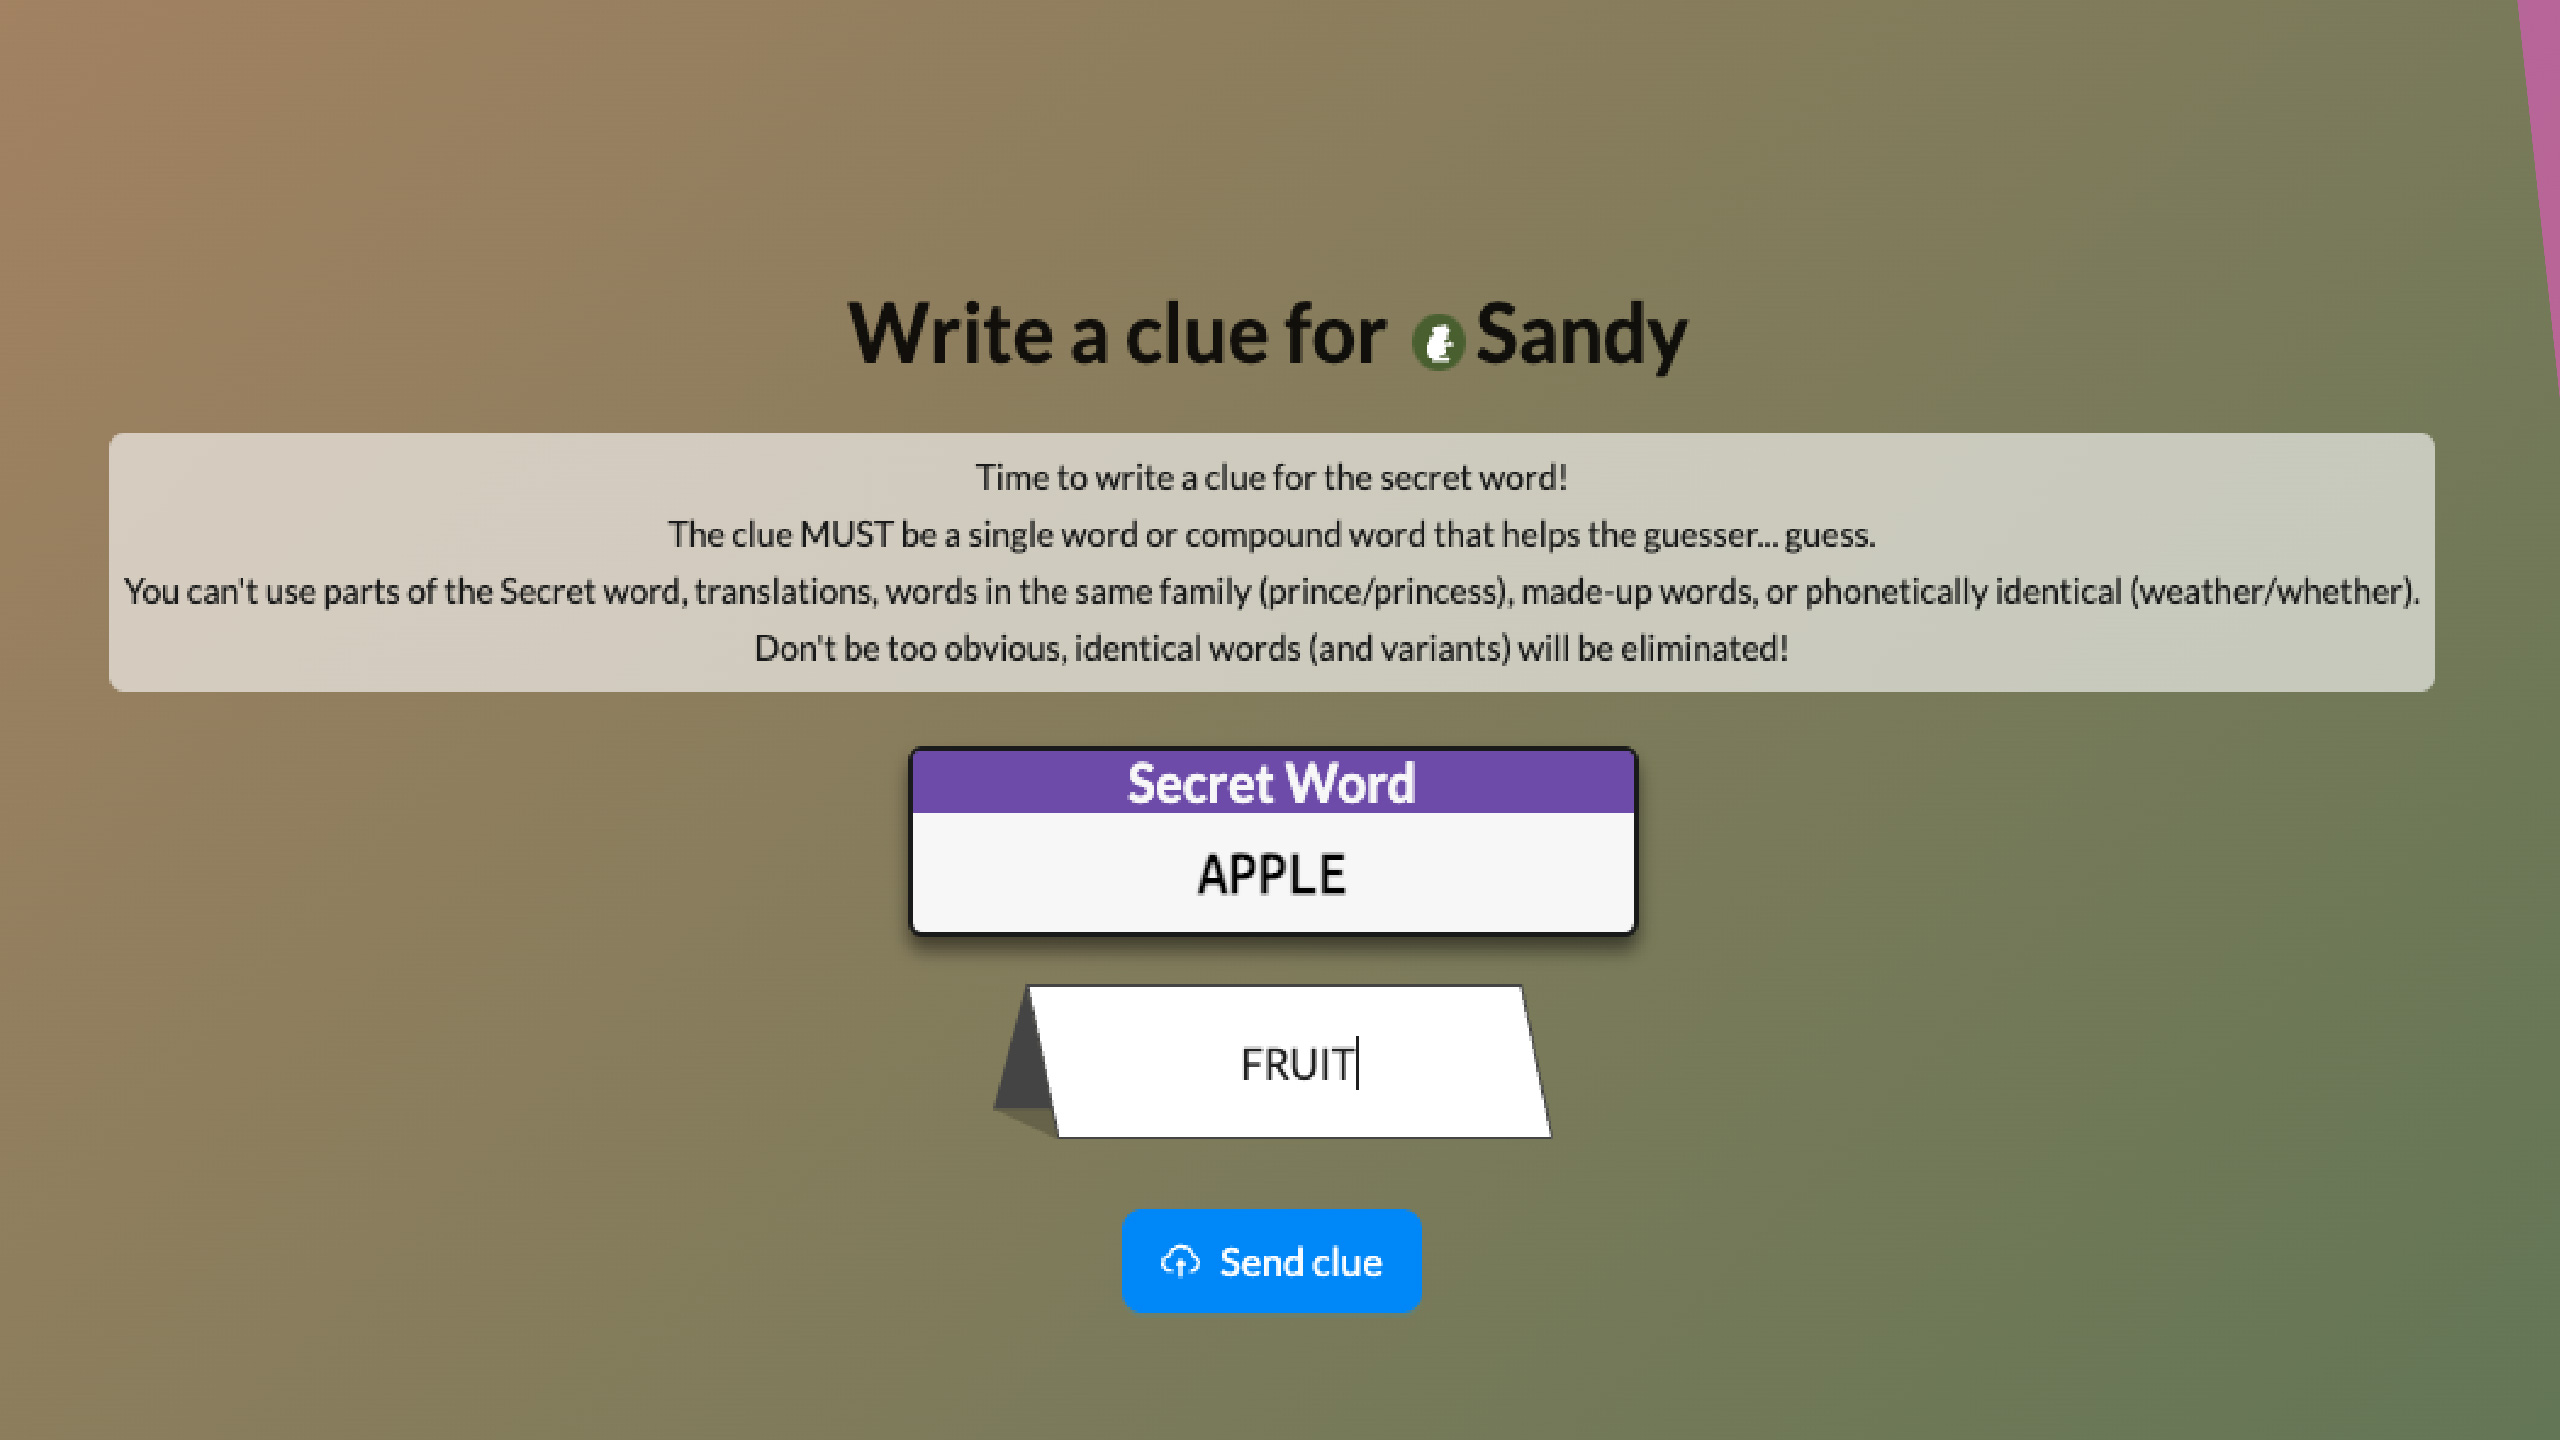 Write a clue for Sandy
Time to write a clue for the secret word!
The clue MUST be a single word or compound word that helps the guesser... guess.
You can't use parts of the Secret word, translations, words in the same family (prince/princess), made-up words, or phonetically identical (weather/whether).
Don't be too obvious, identical words (and variants) will be eliminated!
Secret Word
APPLE
FRUIT
Send clue